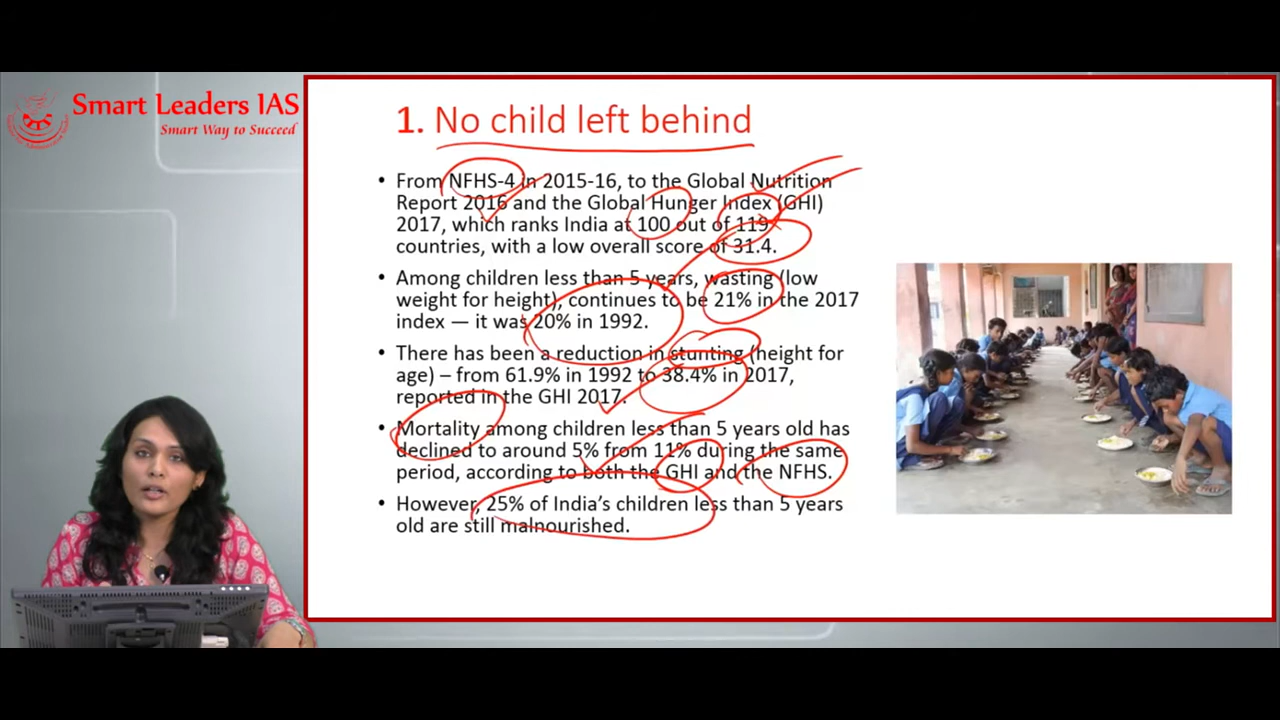 Smart Leaders IAS
Smart Way to Succeed
1. No child left behind
• From NFHS-4 in 2015-16, to the Global Nutrition
Report 2016 and the Global Hunger Index (GHI)
2017, which ranks India at 100 out of 119
countries, with a low overall score of 31.4.
• Among children less than 5 years, wasting (low
weight for height), continues to be 21% in the 2017
index — it was 20% in 1992.
• There has been a reduction in stunting (height for
age) – from 61.9% in 1992 to 38.4% in 2017,
reported in the GHI 2017.
• Mortality among children less than 5 years old has
declined to around 5% from 11% during the same
period, according to both the GHI and the NFHS.
• However, 25% of India's children less than 5 years
old are still malnourished.